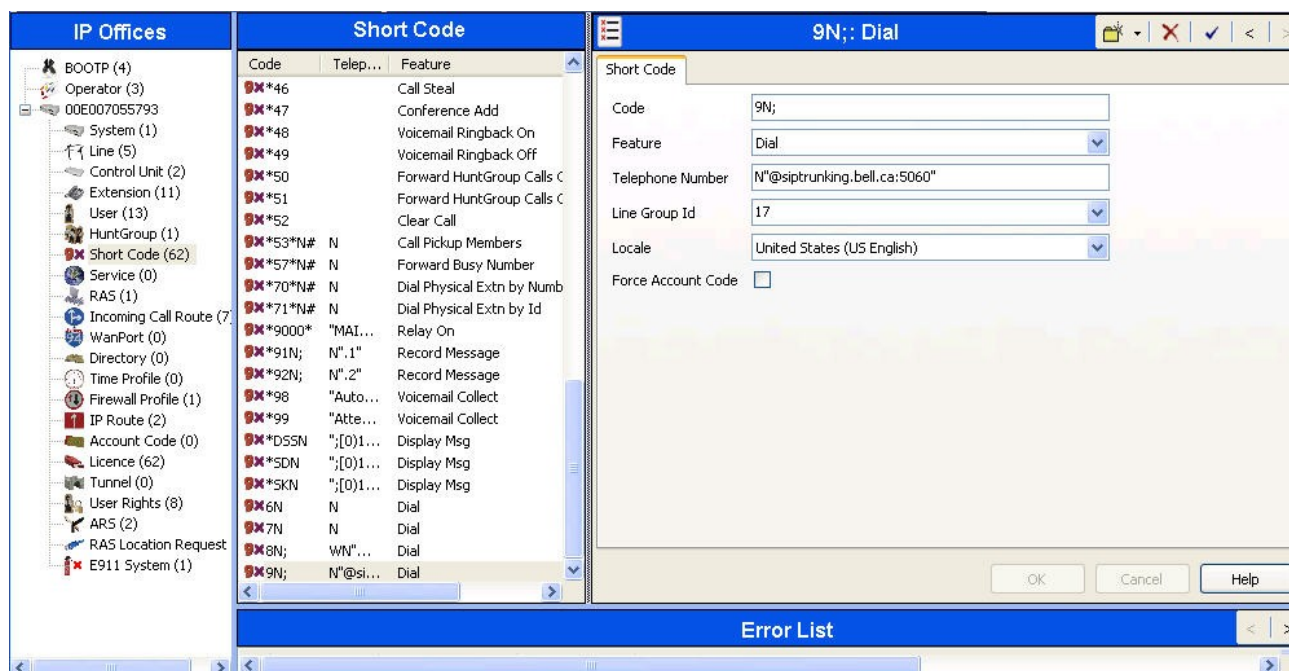 IP Offices
BOOTP (4)
Operator (3)
00E007055793
System (1)
Line (5)
Control Unit (2)
Extension (11)
User (13)
HuntGroup (1)
Short Code (62)
Service (0)
RAS (1)
Incoming Call Route (7
WanPort (0)
Directory (0)
Time Profile (0)
Firewall Profile (1)
IP Route (2)
Account Code (0)
Licence (62)
Tunnel (0)
User Rights (8)
ARS (2)
RAS Location Request
E911 System (1)
Short Code
Code Telep... Feature
*46 Call Steal
*47 Conference Add
*48 Voicemail Ringback On
*49 Voicemail Ringback Off
*50 Forward HuntGroup Calls C
*51 Forward HuntGroup Calls C
*52 Clear Call
*53*N# N Call Pickup Members
*57*N# N Forward Busy Number
*70*N# N Dial Physical Extn by Numb
*71*N# N Dial Physical Extn by Id
*9000* "MAI... Relay On
*91N; N".1" Record Message
*92N; N".2" Record Message
*98 "Auto... Voicemail Collect
*99 "Atte... Voicemail Collect
*DSSN ";[0)1... Display Msg
*SDN ";[0)1... Display Msg
*SKN ";[0)1... Display Msg
6N N Dial
7N N Dial
8N; WN"... Dial
9N; N"@si... Dial
9N;: Dial
Short Code
Code 9N;
Feature Dial
Telephone Number N"@siptrunking.bell.ca:5060"
Line Group Id 17
Locale United States (US English)
Force Account Code
OK Cancel Help
Error List